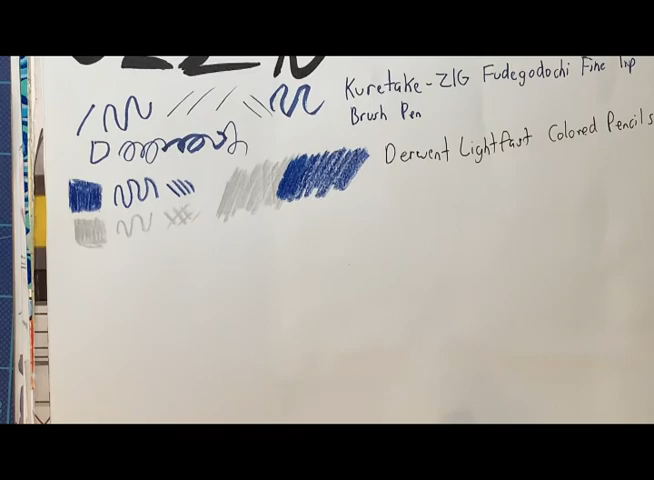 Kuretake-ZIG Fudegodochi Fine Tip
Brush Pen
Derwent Lightfast Colored Pencils